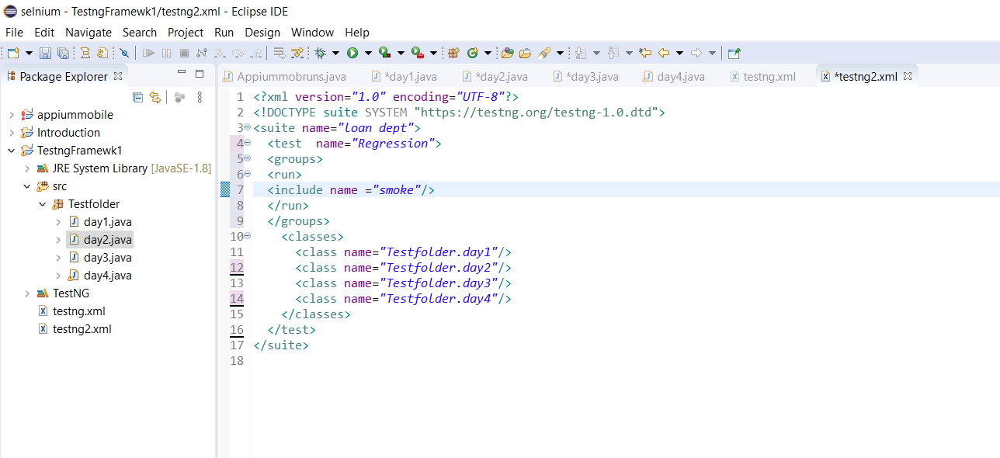 selnium - TestngFramewk1/testng2.xml - Eclipse IDE
File Edit Navigate Search Project Run Design Window Help
Package Explorer
appiummobile
Introduction
TestngFramewk1
JRE System Library [JavaSE-1.8]
src
Testfolder
day1.java
day2.java
day3.java
day4.java
TestNG
testng.xml
testng2.xml
Appiummobruns.java *day1.java *day2.java *day3.java day4.java testng.xml *testng2.xml
1 <?xml version="1.0" encoding="UTF-8"?>
2 <!DOCTYPE suite SYSTEM "https://testng.org/testng-1.0.dtd">
3 <suite name="loan dept">
4 <test  name="Regression">
5 <groups>
6 <run>
7 <include name ="smoke"/>
8 </run>
9 </groups>
10 <classes>
11 <class name="Testfolder.day1"/>
12 <class name="Testfolder.day2"/>
13 <class name="Testfolder.day3"/>
14 <class name="Testfolder.day4"/>
15 </classes>
16 </test>
17 </suite>
18